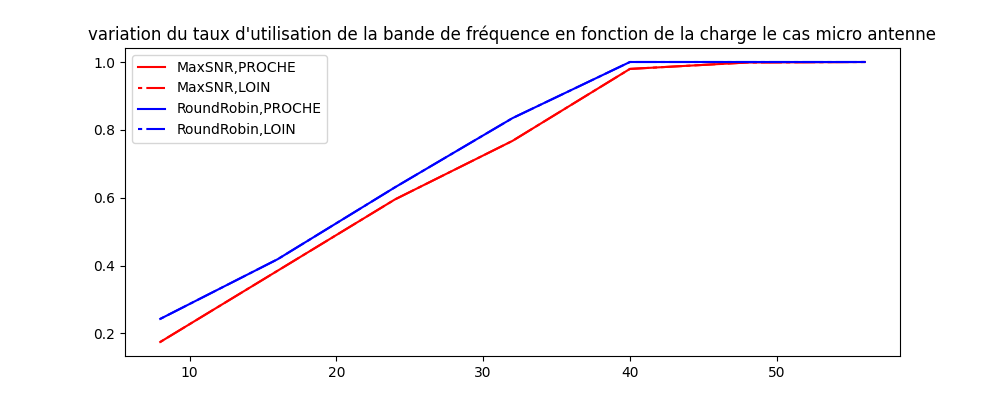 variation du taux d'utilisation de la bande de fréquence en fonction de la charge le cas micro antenne
1.0
0.8
0.6
0.4
0.2
MaxSNR,PROCHE
MaxSNR,LOIN
RoundRobin,PROCHE
RoundRobin,LOIN
10 20 30 40 50